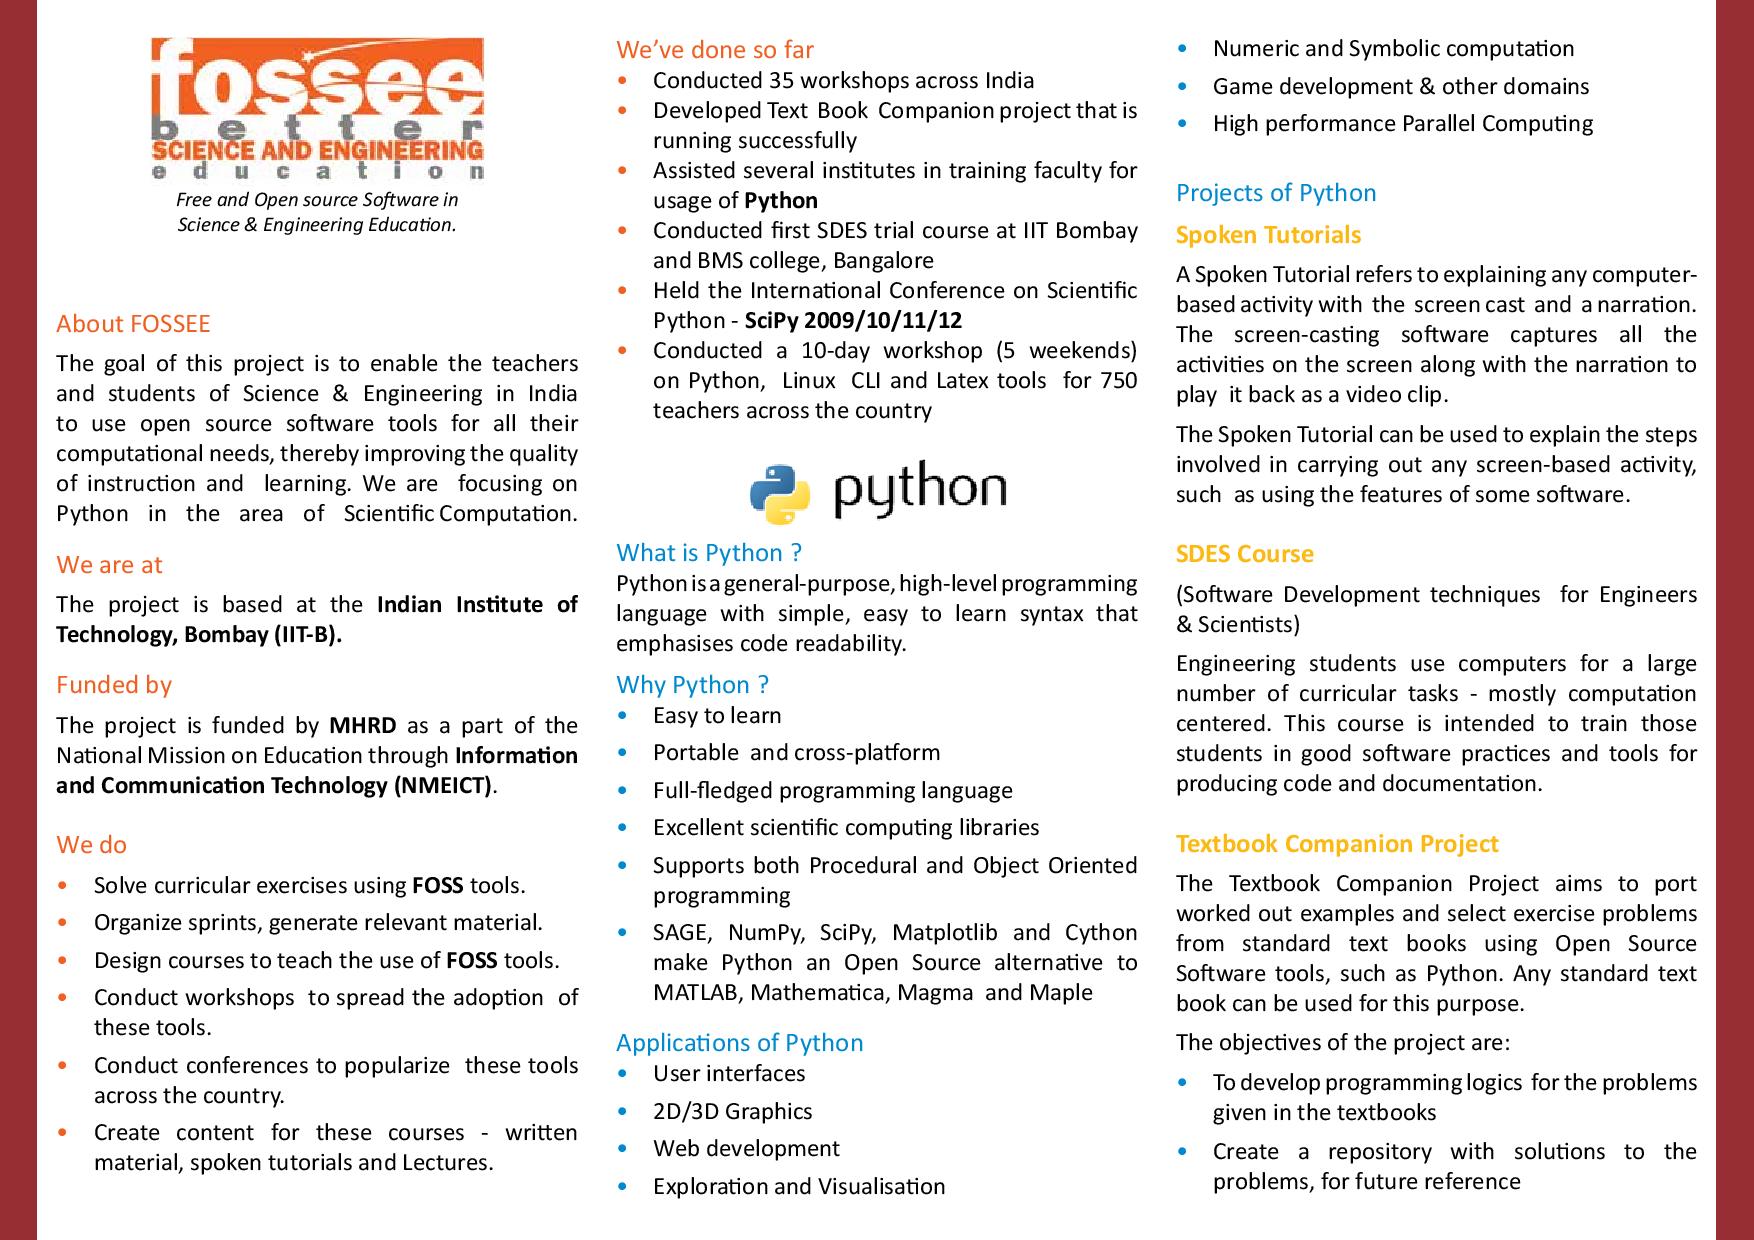 fossee
better
SCIENCE AND ENGINEERING
education
Free and Open source Software in
Science & Engineering Education.
About FOSSEE
The goal of this project is to enable the teachers
and students of Science & Engineering in India
to use open source software tools for all their
computational needs, thereby improving the quality
of instruction and learning. We are focusing on
Python in the area of Scientific Computation.
We are at
The project is based at the Indian Institute of
Technology, Bombay (IIT-B).
Funded by
The project is funded by MHRD as a part of the
National Mission on Education through Information
and Communication Technology (NMEICT).
We do
• Solve curricular exercises using FOSS tools.
• Organize sprints, generate relevant material.
• Design courses to teach the use of FOSS tools.
• Conduct workshops to spread the adoption of
these tools.
• Conduct conferences to popularize these tools
across the country.
• Create content for these courses - written
material, spoken tutorials and Lectures.
We've done so far
• Conducted 35 workshops across India
• Developed Text Book Companion project that is
running successfully
• Assisted several institutes in training faculty for
usage of Python
• Conducted first SDES trial course at IIT Bombay
and BMS college, Bangalore
• Held the International Conference on Scientific
Python - SciPy 2009/10/11/12
• Conducted a 10-day workshop (5 weekends)
on Python, Linux CLI and Latex tools for 750
teachers across the country
python
What is Python ?
Python is a general-purpose, high-level programming
language with simple, easy to learn syntax that
emphasises code readability.
Why Python ?
• Easy to learn
• Portable and cross-platform
• Full-fledged programming language
• Excellent scientific computing libraries
• Supports both Procedural and Object Oriented
programming
• SAGE, NumPy, SciPy, Matplotlib and Cython
make Python an Open Source alternative to
MATLAB, Mathematica, Magma and Maple
Applications of Python
• User interfaces
• 2D/3D Graphics
• Web development
• Exploration and Visualisation
• Numeric and Symbolic computation
• Game development & other domains
• High performance Parallel Computing
Projects of Python
Spoken Tutorials
A Spoken Tutorial refers to explaining any computer-
based activity with the screen cast and a narration.
The screen-casting software captures all the
activities on the screen along with the narration to
play it back as a video clip.
The Spoken Tutorial can be used to explain the steps
involved in carrying out any screen-based activity,
such as using the features of some software.
SDES Course
(Software Development techniques for Engineers
& Scientists)
Engineering students use computers for a large
number of curricular tasks - mostly computation
centered. This course is intended to train those
students in good software practices and tools for
producing code and documentation.
Textbook Companion Project
The Textbook Companion Project aims to port
worked out examples and select exercise problems
from standard text books using Open Source
Software tools, such as Python. Any standard text
book can be used for this purpose.
The objectives of the project are:
• To develop programming logics for the problems
given in the textbooks
• Create a repository with solutions to the
problems, for future reference